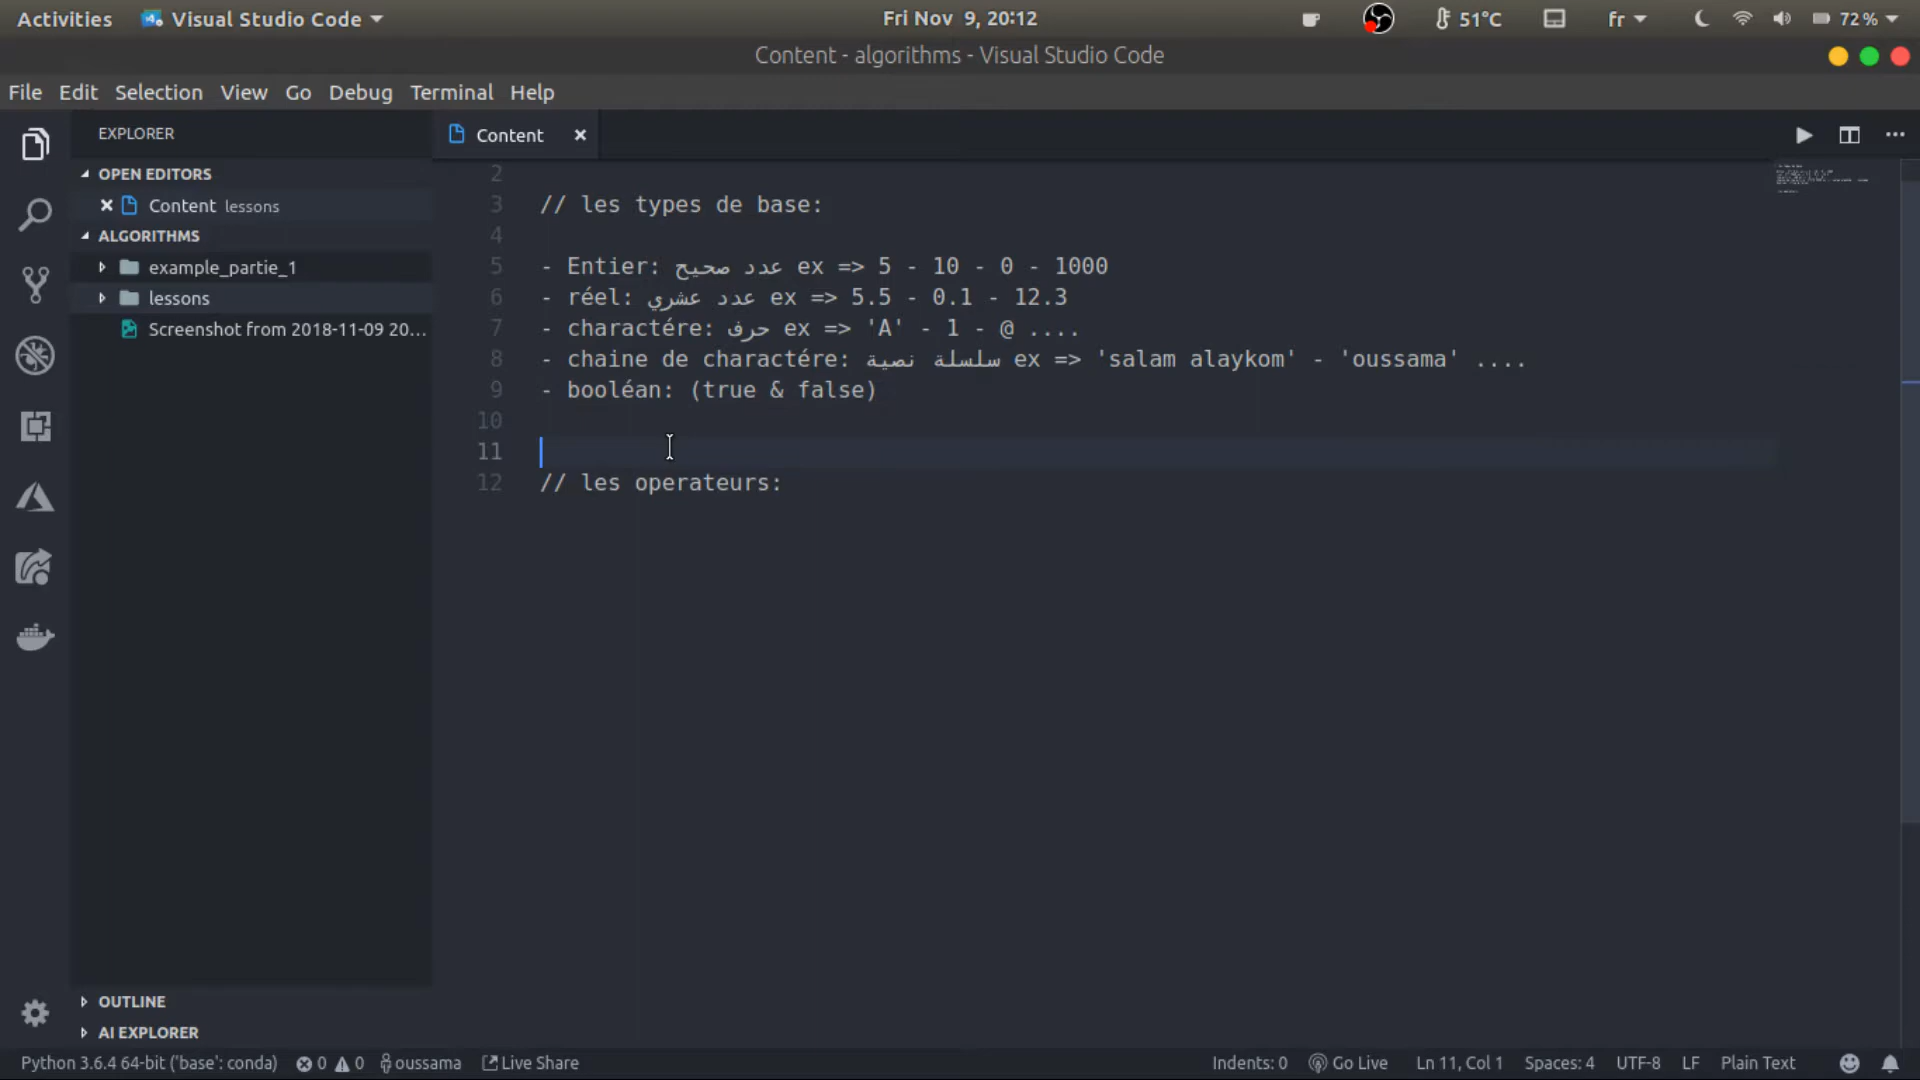 Activities Visual Studio Code Fri Nov 9, 20:12 51°C fr 72%
Content - algorithms - Visual Studio Code
File Edit Selection View Go Debug Terminal Help
EXPLORER
Content
OPEN EDITORS
Content lessons
ALGORITHMS
example_partie_1
lessons
Screenshot from 2018-11-09 20...
2
3 // les types de base:
4
5 - Entier: عدد صحيح ex => 5 - 10 - 0 - 1000
6 - réel: عدد عشري ex => 5.5 - 0.1 - 12.3
7 - charactére: حرف ex => 'A' - 1 - @ ....
8 - chaine de charactére: سلسلة نصية ex => 'salam alaykom' - 'oussama' ....
9 - booléan: (true & false)
10
11
12 // les operateurs:
OUTLINE
AI EXPLORER
Python 3.6.4 64-bit ('base': conda) 0 0 oussama Live Share Indents: 0 Go Live Ln 11, Col 1 Spaces: 4 UTF-8 LF Plain Text